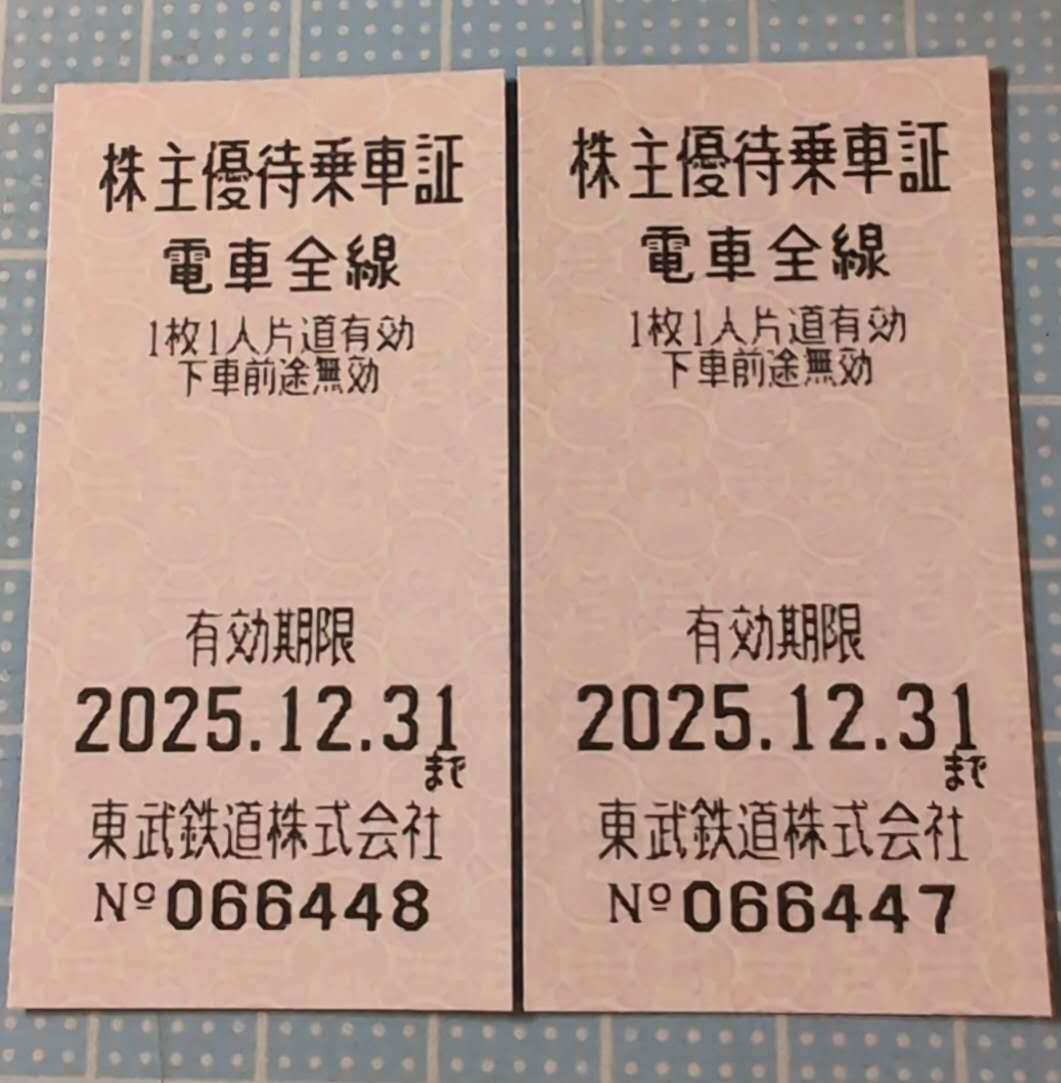 株主優待乗車証
電車全線
1枚1人片道有効
下車前途無効
有効期限
2025.12.31
まで
東武鉄道株式会社
Nº066448
株主優待乗車証
電車全線
1枚1人片道有効
下車前途無効
有効期限
2025.12.31
まで
東武鉄道株式会社
Nº066447